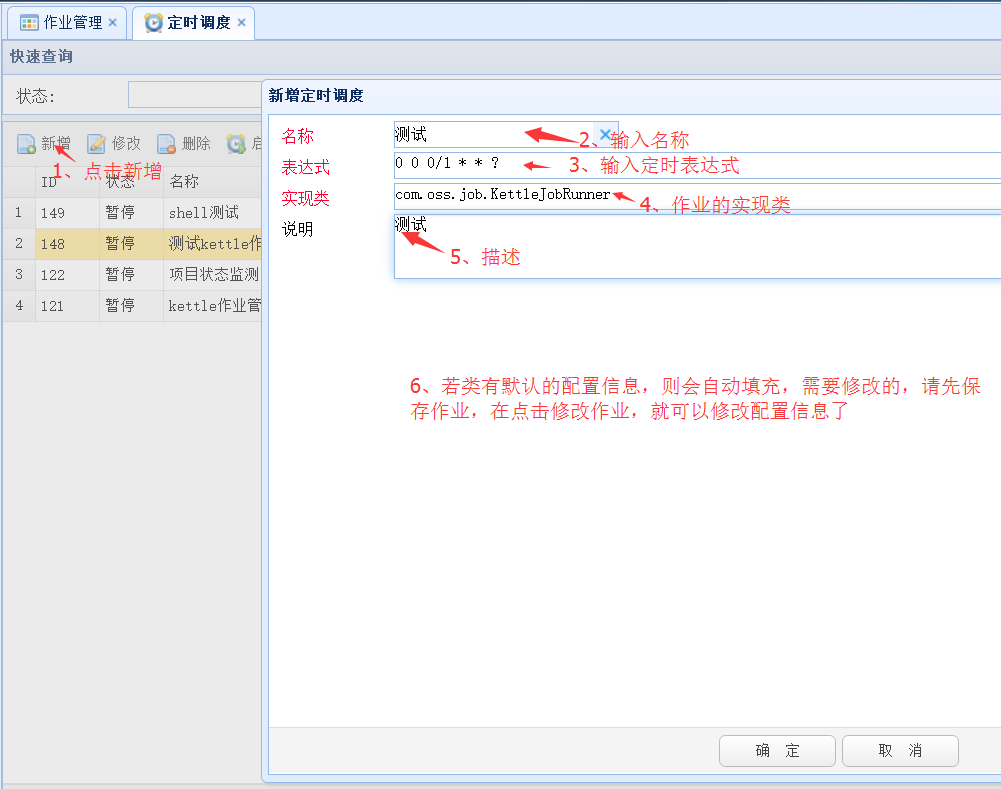 作业管理 定时调度
快速查询
状态:
新增定时调度
名称 测试
2、输入名称
新增 修改 删除
1、点击新增
表达式 0 0 0/1 * * ?
3、输入定时表达式
实现类 com.oss.job.KettleJobRunner
4、作业的实现类
说明 测试
5、描述
ID 状态 名称
1 149 暂停 shell测试
2 148 暂停 测试kettle作
3 122 暂停 项目状态监测
4 121 暂停 kettle作业管
6、若类有默认的配置信息，则会自动填充，需要修改的，请先保
存作业，在点击修改作业，就可以修改配置信息了
确 定 取 消